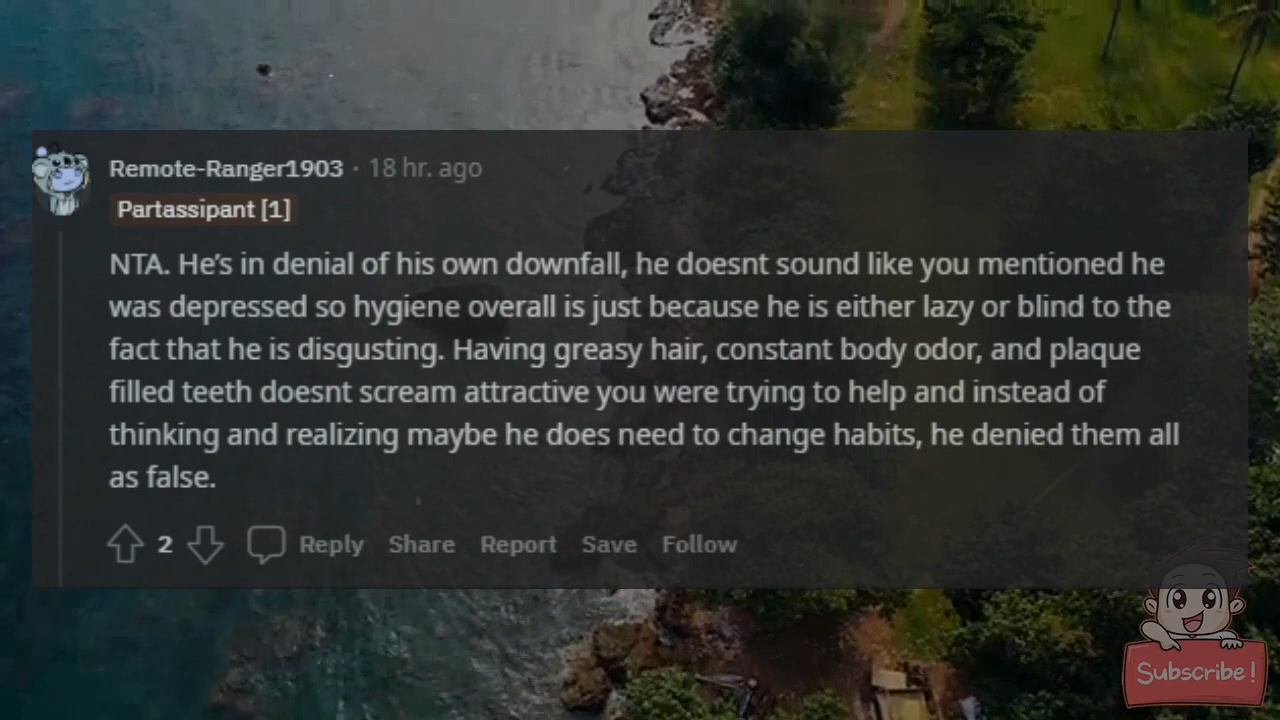 Remote-Ranger1903 · 18 hr. ago
Partassipant [1]
NTA. He's in denial of his own downfall, he doesnt sound like you mentioned he
was depressed so hygiene overall is just because he is either lazy or blind to the
fact that he is disgusting. Having greasy hair, constant body odor, and plaque
filled teeth doesnt scream attractive you were trying to help and instead of
thinking and realizing maybe he does need to change habits, he denied them all
as false.
2 Reply Share Report Save Follow
Subscribe!